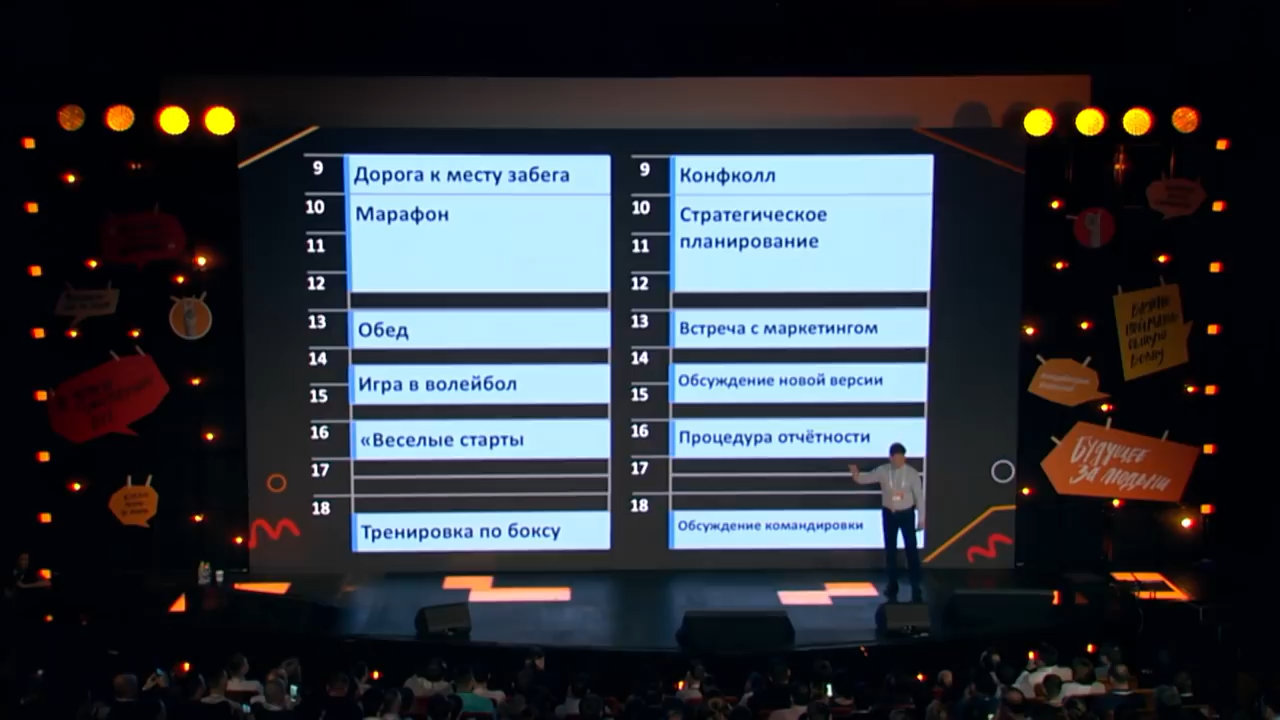 9
Дорога к месту забега
10
Марафон
11
12
13
Обед
14
Игра в волейбол
15
16
«Веселые старты
17
18
Тренировка по боксу
9
Конфколл
10
Стратегическое
11
планирование
12
13
Встреча с маркетингом
14
Обсуждение новой версии
15
16
Процедура отчётности
17
18
Обсуждение командировки
Будущее
за людьми